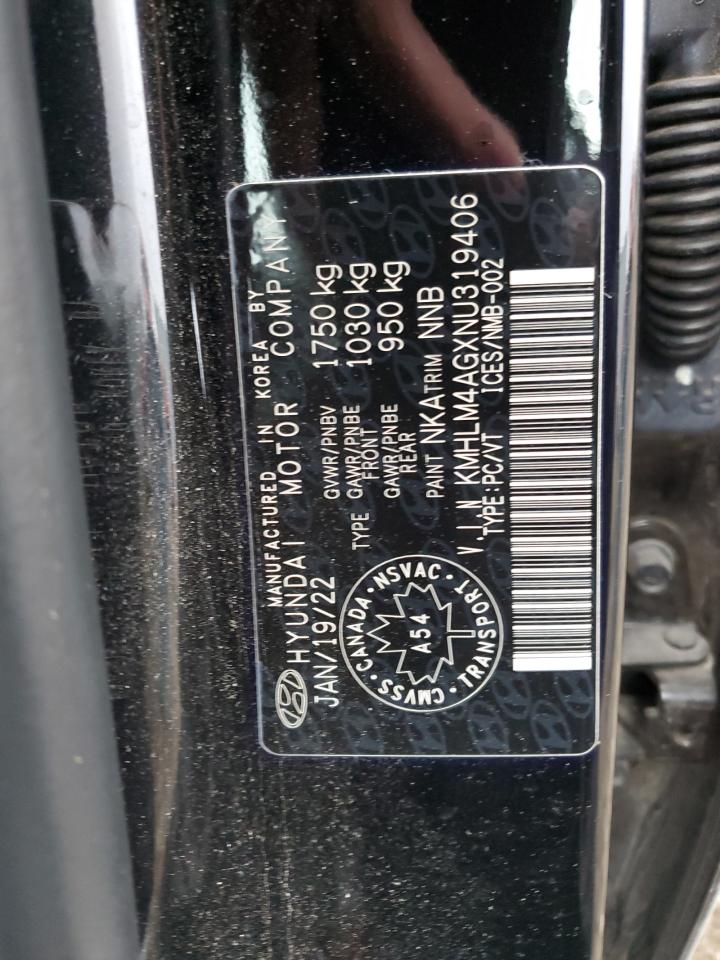 MANUFACTURED IN KOREA BY
HYUNDAI MOTOR COMPANY
JAN/19/22 GVWR/PNBV 1750 kg
TYPE GAWR/PNBE FRONT 1030 kg
GAWR/PNBE REAR 950 kg
PAINT NKA TRIM NNB
V.I.N KMHLM4AGXNU319406
TYPE:PC/VT ICES/NMB-002
CANADA · NSVAC · TRANSPORT · CMVSS ·
A54